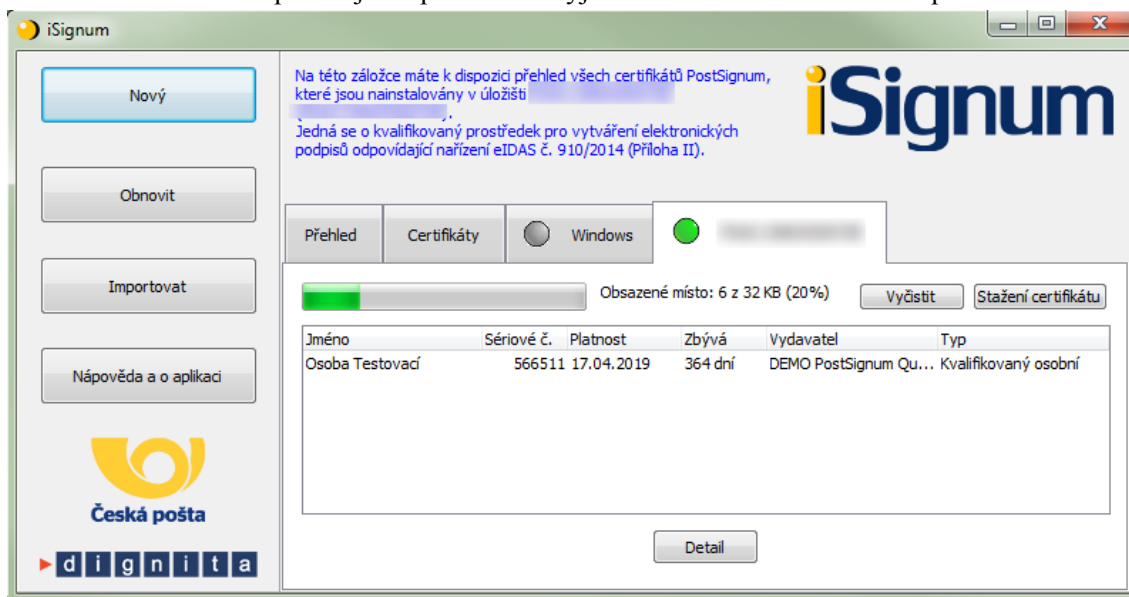 iSignum
Nový
Obnovit
Importovat
Nápověda a o aplikaci
Česká pošta
dignita
Na této záložce máte k dispozici přehled všech certifikátů PostSignum,
které jsou nainstalovány v úložišti
Jedná se o kvalifikovaný prostředek pro vytváření elektronických
podpisů odpovídající nařízení eIDAS č. 910/2014 (Příloha II).
iSignum
Přehled Certifikáty Windows
Obsazené místo: 6 z 32 KB (20%) Vyčistit Stažení certifikátu
Jméno Sériové č. Platnost Zbývá Vydavatel Typ
Osoba Testovací 566511 17.04.2019 364 dní DEMO PostSignum Qu... Kvalifikovaný osobní
Detail